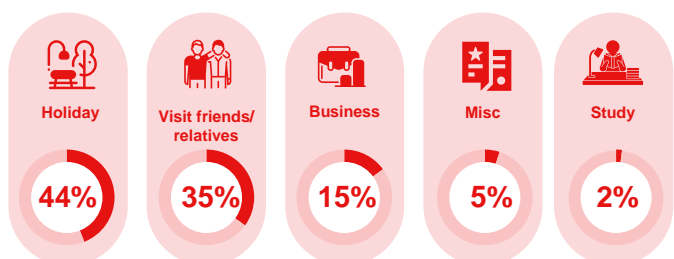 Holiday
44%
Visit friends/
relatives
35%
Business
15%
Misc
5%
Study
2%